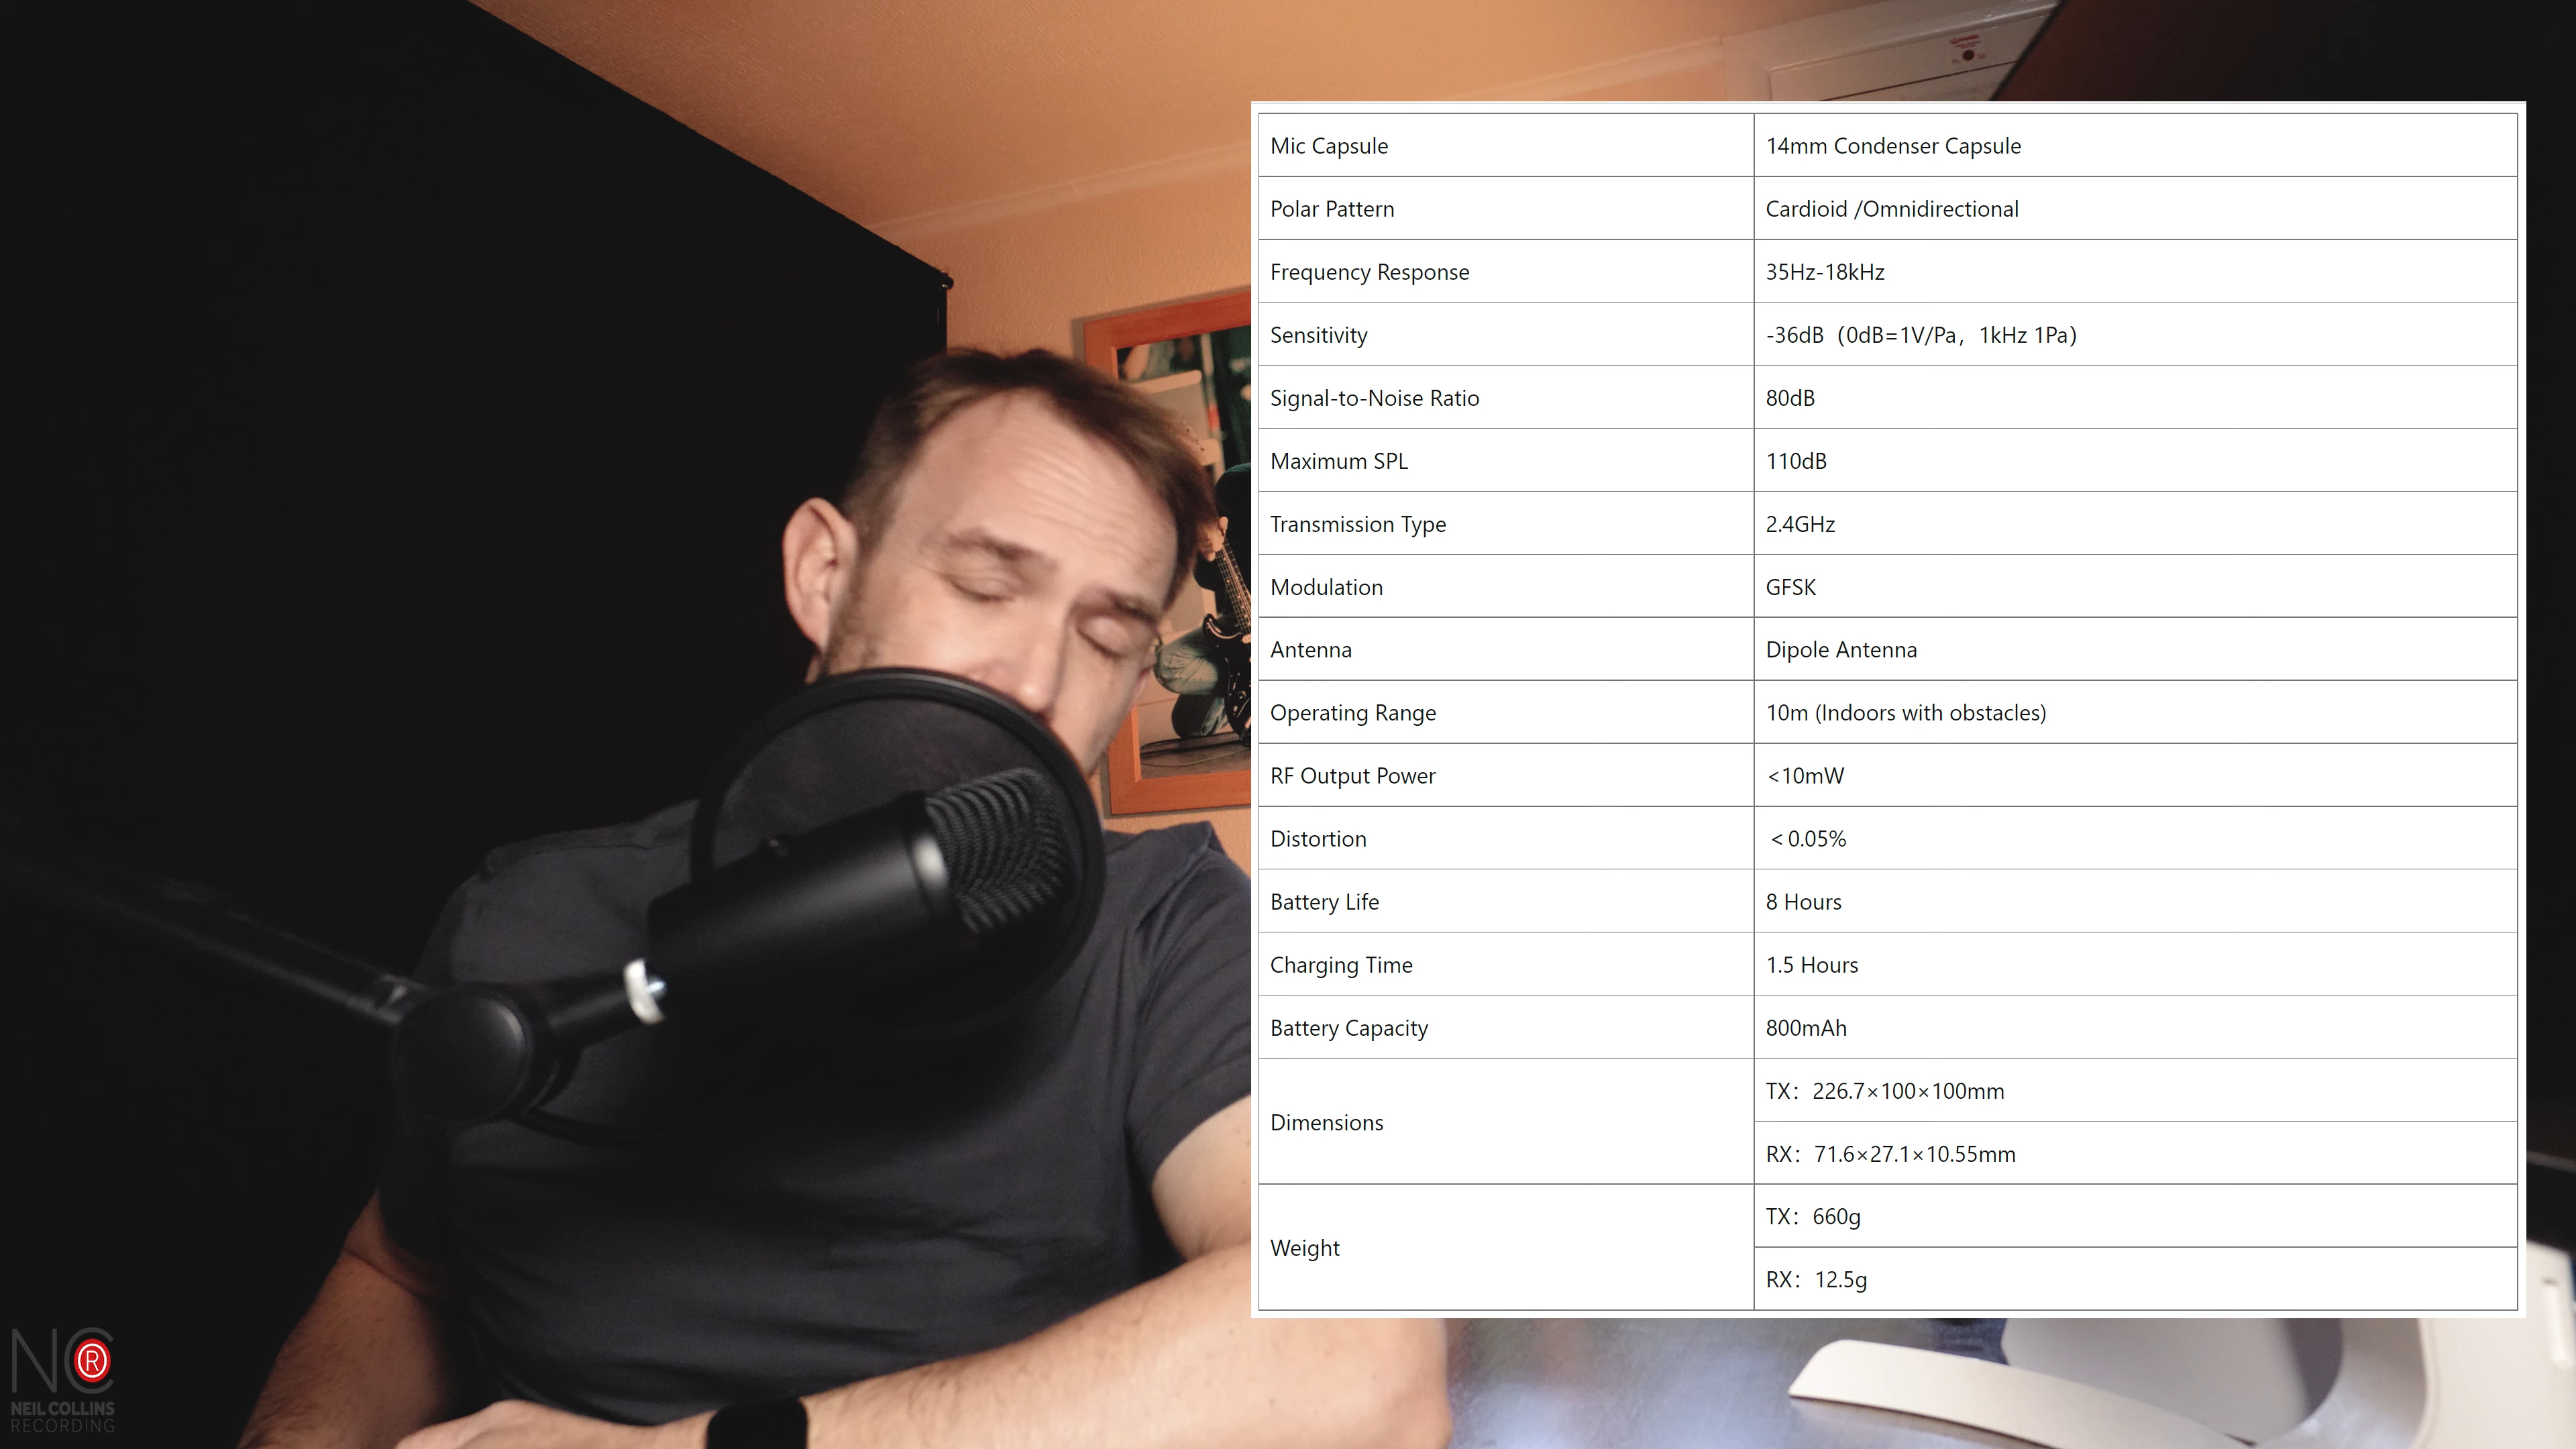 Mic Capsule 14mm Condenser Capsule
Polar Pattern Cardioid /Omnidirectional
Frequency Response 35Hz-18kHz
Sensitivity -36dB（0dB=1V/Pa，1kHz 1Pa）
Signal-to-Noise Ratio 80dB
Maximum SPL 110dB
Transmission Type 2.4GHz
Modulation GFSK
Antenna Dipole Antenna
Operating Range 10m (Indoors with obstacles)
RF Output Power <10mW
Distortion ＜0.05%
Battery Life 8 Hours
Charging Time 1.5 Hours
Battery Capacity 800mAh
Dimensions
TX：226.7×100×100mm
RX：71.6×27.1×10.55mm
Weight
TX：660g
RX：12.5g
NC
R
NEIL COLLINS
RECORDING